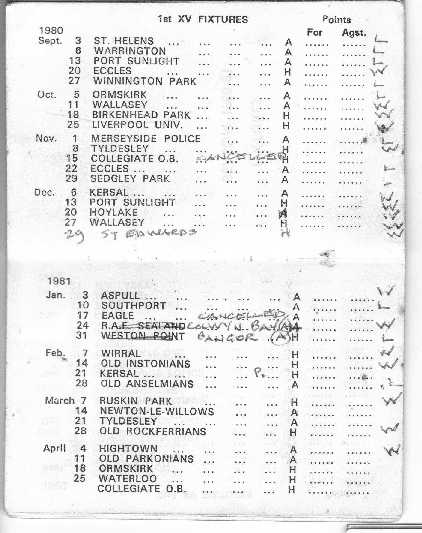 1st XV FIXTURES Points
1980 For Agst.
Sept. 3 ST. HELENS ... ... ... ... A ...... ......
6 WARRINGTON ... ... ... A ...... ......
13 PORT SUNLIGHT ... ... ... A ...... ......
20 ECCLES ... ... ... ... H ...... ......
27 WINNINGTON PARK ... ... A ...... ......
Oct. 5 ORMSKIRK ... ... ... ... A ...... ......
11 WALLASEY ... ... ... ... A ...... ......
18 BIRKENHEAD PARK ... ... H ...... ......
25 LIVERPOOL UNIV. ... ... ... H ...... ......
Nov. 1 MERSEYSIDE POLICE ... ... A ...... ......
8 TYLDESLEY ... ... ... ... H ...... ......
15 COLLEGIATE O.B. CANCELLED H ...... ......
22 ECCLES ... ... ... ... A ...... ......
29 SEDGLEY PARK ... ... ... A ...... ......
Dec. 6 KERSAL ... ... ... ... A ...... ......
13 PORT SUNLIGHT ... ... ... H ...... ......
20 HOYLAKE ... ... ... ... ...... ......
27 WALLASEY ... ... ... ... H ...... ......
29 ST EDWARDS H
1981
Jan. 3 ASPULL ... ... ... ... A ...... ......
10 SOUTHPORT ... ... ... ... A ...... ......
17 EAGLE ... ... CANCELLED A ...... ......
24 R.A.F. SEALAND COLWYN BAY (A) ...... ......
31 WESTON POINT BANGOR (A) H ...... ......
Feb. 7 WIRRAL ... ... ... ... H ...... ......
14 OLD INSTONIANS ... ... ... H ...... ......
21 KERSAL ... ... ... P. ... H ...... ......
28 OLD ANSELMIANS ... ... ... A ...... ......
March 7 RUSKIN PARK ... ... ... H ...... ......
14 NEWTON-LE-WILLOWS ... ... A ...... ......
21 TYLDESLEY ... ... ... ... A ...... ......
28 OLD ROCKFERRIANS ... ... H ...... ......
April 4 HIGHTOWN ... ... ... ... A ...... ......
11 OLD PARKONIANS ... ... ... A ...... ......
18 ORMSKIRK ... ... ... ... H ...... ......
25 WATERLOO ... ... ... ... H ...... ......
COLLEGIATE O.B. ... ... ... H ...... ......